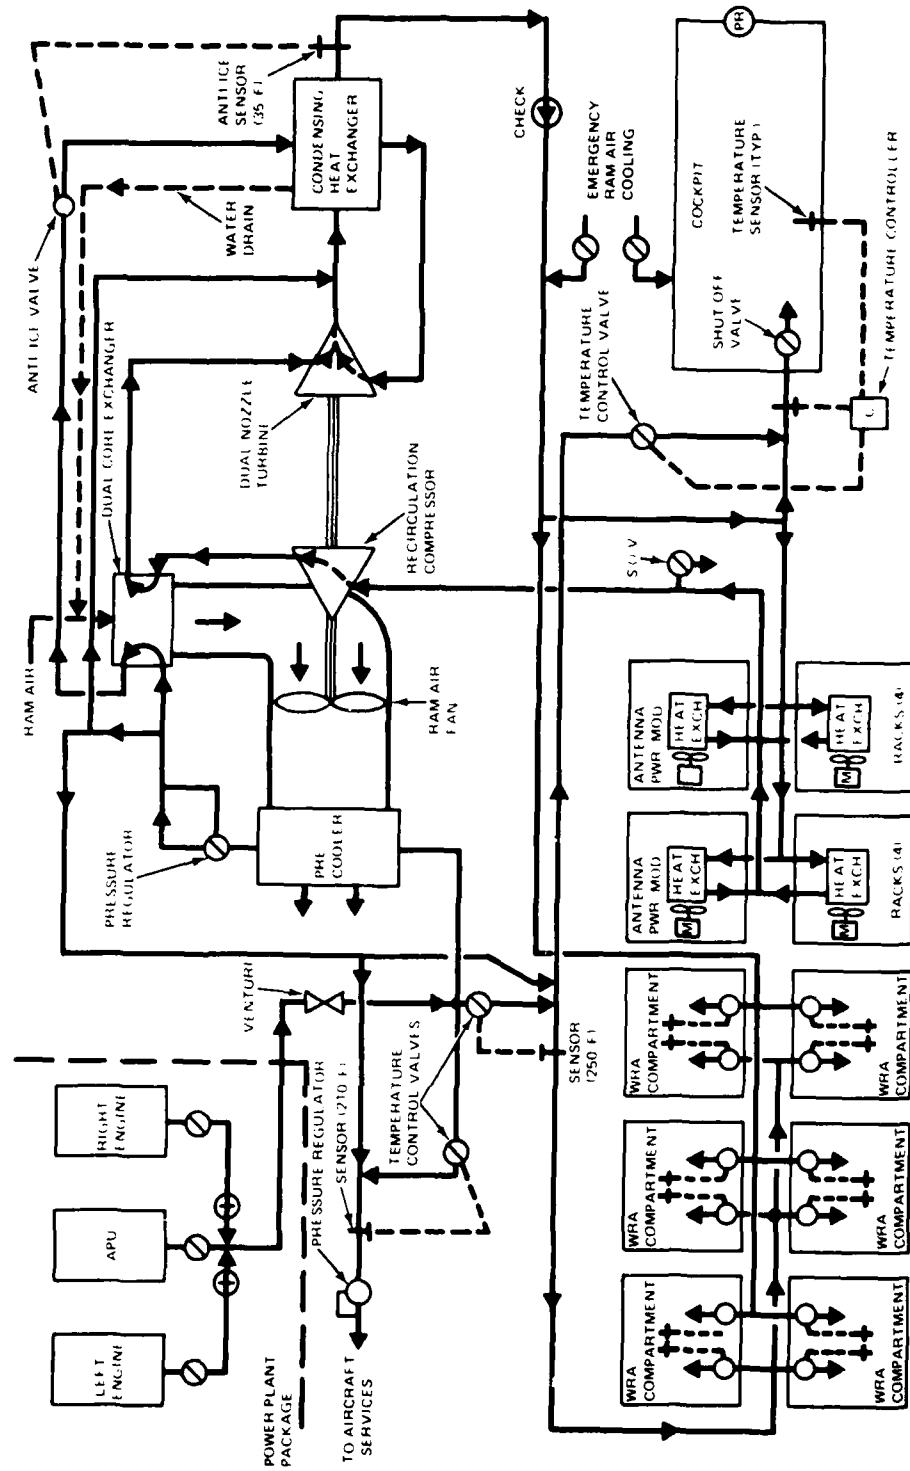 ANTI ICE VALVE
ANTI ICE
SENSOR
(35 F)
CONDENSING
HEAT
EXCHANGER
WATER
DRAIN
DUAL CORE EXCHANGER
RAM AIR
DUAL NOZZLE
TURBINE
RECIRCULATION
COMPRESSOR
RAM AIR
FAN
PRE
COOLER
PRESSURE
REGULATOR
VENTURI
RIGHT
ENGINE
APU
LEFT
ENGINE
POWER PLANT
PACKAGE
TO AIRCRAFT
SERVICES
PRESSURE REGULATOR
SENSOR (210 F)
TEMPERATURE
CONTROL VALVES
SENSOR
(250 F)
CHECK
EMERGENCY
RAM AIR
COOLING
TEMPERATURE
CONTROL VALVE
COCKPIT
PR
TEMPERATURE
SENSOR (TYP)
SHUT OFF
VALVE
C
TEMPERATURE CONTROLLER
S O V
ANTENNA
PWR MOD
HEAT
EXCH
ANTENNA
PWR MOD
HEAT
EXCH
M
HEAT
EXCH
M
RACKS (4)
HEAT
EXCH
M
RACKS (4)
WRA
COMPARTMENT
WRA
COMPARTMENT
WRA
COMPARTMENT
WRA
COMPARTMENT
WRA
COMPARTMENT
WRA
COMPARTMENT